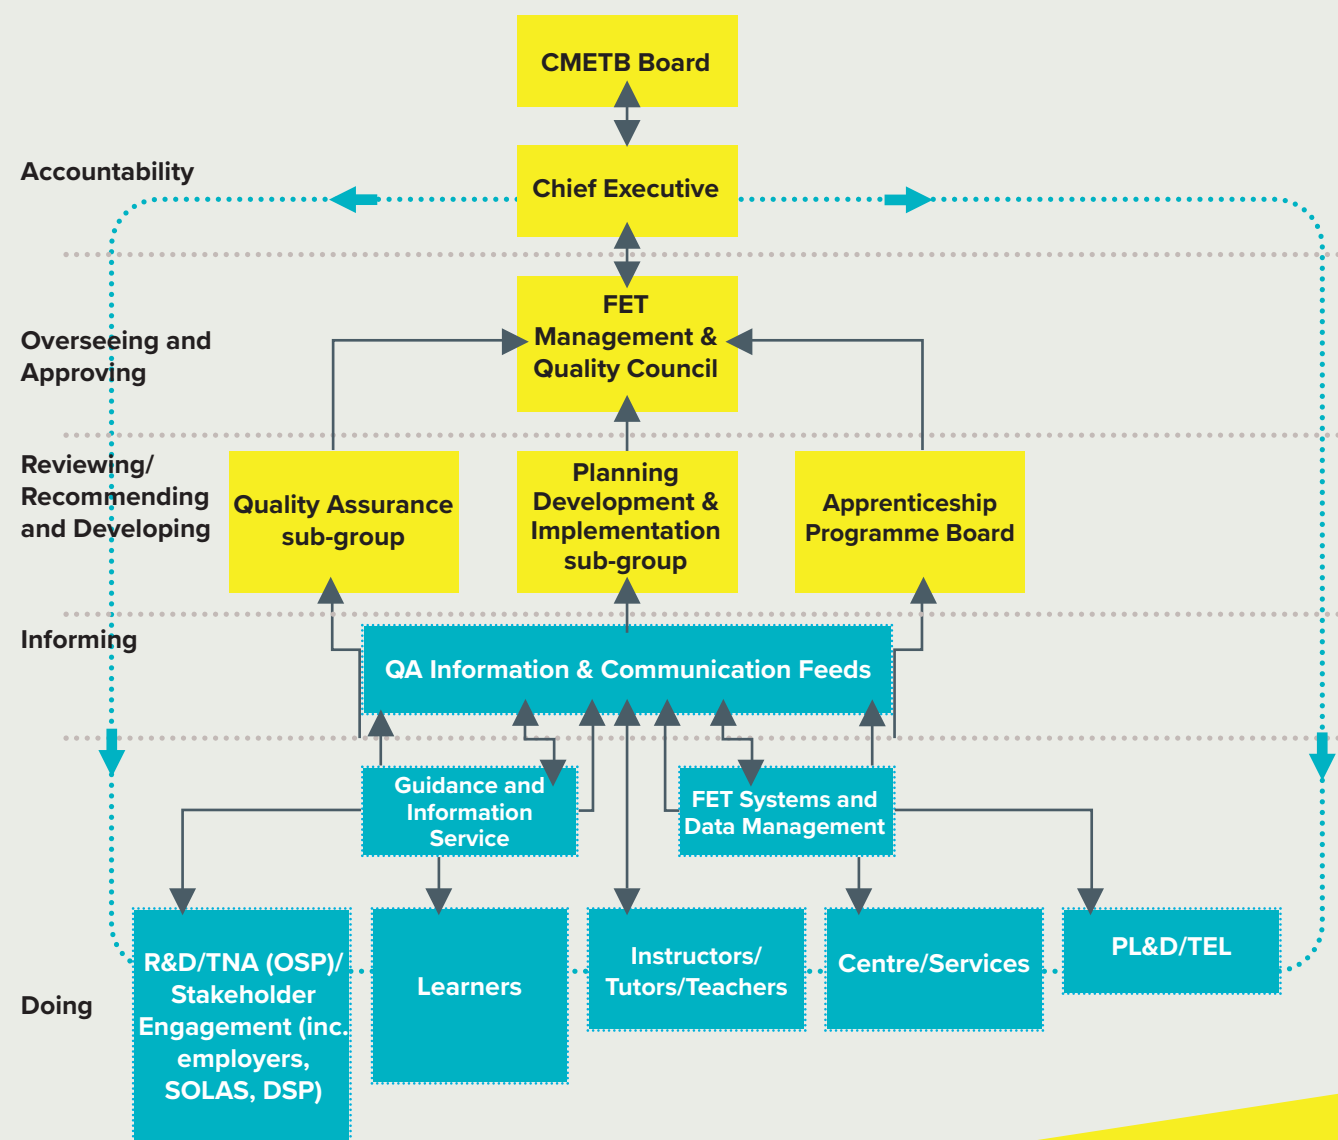 CMETB Board
Accountability
Chief Executive
FET
Management &
Quality Council
Overseeing and
Approving
Reviewing/
Recommending
and Developing
Quality Assurance
sub-group
Planning
Development &
Implementation
sub-group
Apprenticeship
Programme Board
Informing
QA Information & Communication Feeds
Guidance and
Information
Service
FET Systems and
Data Management
Doing
R&D/TNA (OSP)/
Stakeholder
Engagement (inc.
employers,
SOLAS, DSP)
Learners
Instructors/
Tutors/Teachers
Centre/Services
PL&D/TEL